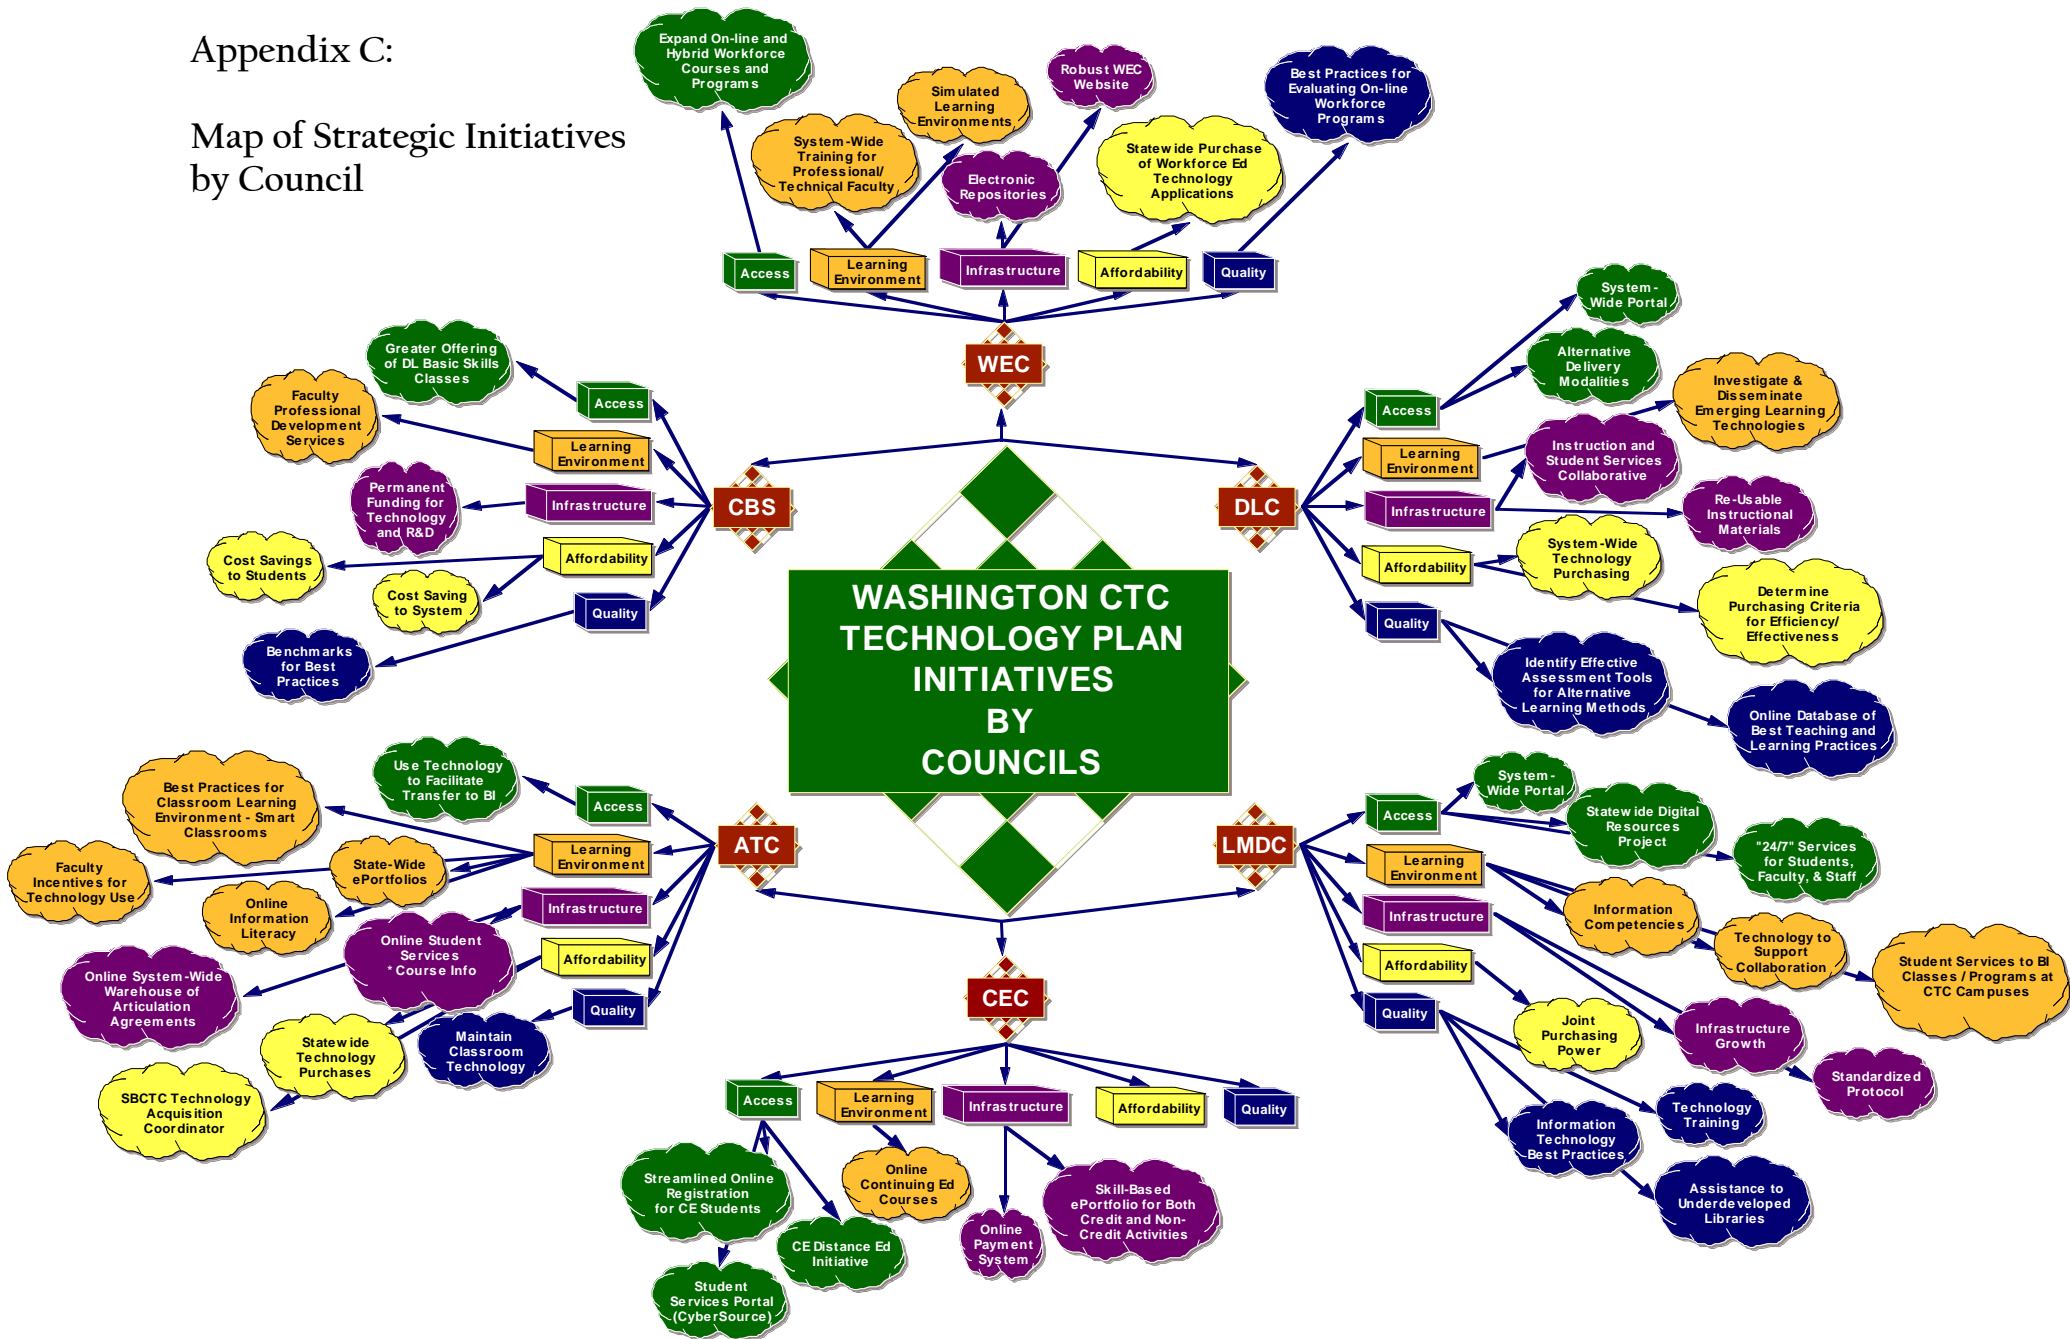 Appendix C:
Map of Strategic Initiatives
by Council
Expand On-line and
Hybrid Workforce
Courses and
Programs
System-Wide
Training for
Professional/
Technical Faculty
Simulated
Learning
Environments
Robust WEC
Website
Electronic
Repositories
Statewide Purchase
of Workforce Ed
Technology
Applications
Best Practices for
Evaluating On-line
Workforce
Programs
Access
Learning
Environment
Infrastructure
Affordability
Quality
WEC
Greater Offering
of DL Basic Skills
Classes
Faculty
Professional
Development
Services
Permanent
Funding for
Technology
and R&D
Cost Savings
to Students
Cost Saving
to System
Benchmarks
for Best
Practices
Access
Learning
Environment
Infrastructure
Affordability
Quality
CBS
DLC
Access
Learning
Environment
Infrastructure
Affordability
Quality
System-
Wide Portal
Alternative
Delivery
Modalities
Investigate &
Disseminate
Emerging Learning
Technologies
Instruction and
Student Services
Collaborative
Re-Usable
Instructional
Materials
System-Wide
Technology
Purchasing
Determine
Purchasing Criteria
for Efficiency/
Effectiveness
Identify Effective
Assessment Tools
for Alternative
Learning Methods
Online Database of
Best Teaching and
Learning Practices
WASHINGTON CTC
TECHNOLOGY PLAN
INITIATIVES
BY
COUNCILS
Use Technology
to Facilitate
Transfer to BI
Best Practices for
Classroom Learning
Environment - Smart
Classrooms
Faculty
Incentives for
Technology Use
State-Wide
ePortfolios
Online
Information
Literacy
Online Student
Services
* Course Info
Online System-Wide
Warehouse of
Articulation
Agreements
Statewide
Technology
Purchases
SBCTC Technology
Acquisition
Coordinator
Maintain
Classroom
Technology
Access
Learning
Environment
Infrastructure
Affordability
Quality
ATC
LMDC
Access
Learning
Environment
Infrastructure
Affordability
Quality
System-
Wide Portal
Statewide Digital
Resources
Project
"24/7" Services
for Students,
Faculty, & Staff
Information
Competencies
Technology to
Support
Collaboration
Student Services to BI
Classes / Programs at
CTC Campuses
Joint
Purchasing
Power
Infrastructure
Growth
Standardized
Protocol
Technology
Training
Information
Technology
Best Practices
Assistance to
Underdeveloped
Libraries
CEC
Access
Learning
Environment
Infrastructure
Affordability
Quality
Streamlined Online
Registration
for CE Students
Student
Services Portal
(CyberSource)
CE Distance Ed
Initiative
Online
Continuing Ed
Courses
Online
Payment
System
Skill-Based
ePortfolio for Both
Credit and Non-
Credit Activities